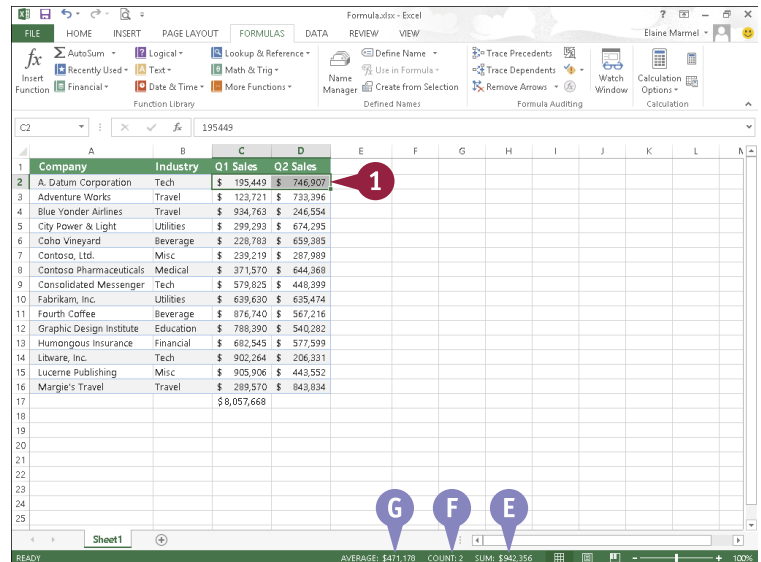 Formula.xlsx - Excel
FILE HOME INSERT PAGE LAYOUT FORMULAS DATA REVIEW VIEW Elaine Marmel
fx Insert Function
Σ AutoSum Logical Lookup & Reference
Recently Used Text Math & Trig
Financial Date & Time More Functions
Function Library
Name Manager
Define Name
Use in Formula
Create from Selection
Defined Names
Trace Precedents
Trace Dependents
Remove Arrows
Formula Auditing
Watch Window
Calculation Options
Calculation
C2 fx 195449
A B C D E F G H I J K L N
1 Company Industry Q1 Sales Q2 Sales
2 A. Datum Corporation Tech $ 195,449 $ 746,907 1
3 Adventure Works Travel $ 123,721 $ 733,396
4 Blue Yonder Airlines Travel $ 934,763 $ 246,554
5 City Power & Light Utilities $ 299,293 $ 674,295
6 Coho Vineyard Beverage $ 228,783 $ 659,385
7 Contoso, Ltd. Misc $ 239,219 $ 287,989
8 Contoso Pharmaceuticals Medical $ 371,570 $ 644,368
9 Consolidated Messenger Tech $ 579,825 $ 448,399
10 Fabrikam, Inc. Utilities $ 639,630 $ 635,474
11 Fourth Coffee Beverage $ 876,740 $ 567,216
12 Graphic Design Institute Education $ 788,390 $ 540,282
13 Humongous Insurance Financial $ 682,545 $ 577,599
14 Litware, Inc. Tech $ 902,264 $ 206,331
15 Lucerne Publishing Misc $ 905,906 $ 443,552
16 Margie's Travel Travel $ 289,570 $ 843,834
17 $8,057,668
18
19
20
21
22
23
24
25
G F E
Sheet1
READY AVERAGE: $471,178 COUNT: 2 SUM: $942,356 100%